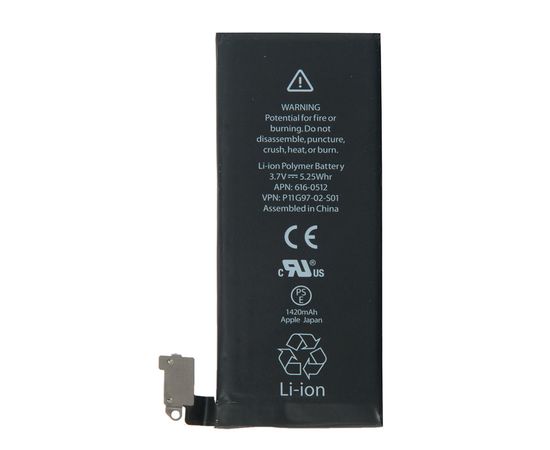 WARNING
Potential for fire or
burning. Do not
disassemble, puncture,
crush, heat, or burn.
Li-ion Polymer Battery
3.7V⎓ 5.25Whr
APN: 616-0512
VPN: P11G97-02-S01
Assembled in China
CE
c RU® US
PS
E
1420mAh
Apple Japan
Li-ion